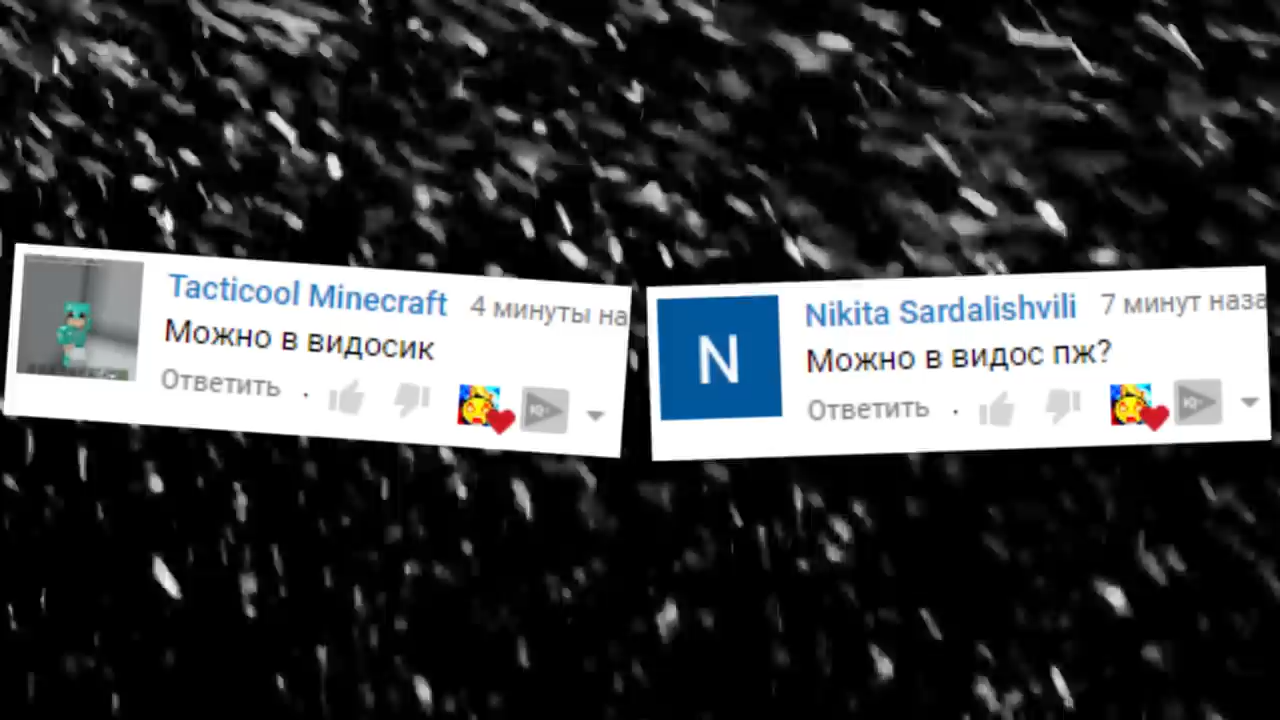 Tacticool Minecraft 4 минуты на
Можно в видосик
Ответить ·
Nikita Sardalishvili 7 минут наза
Можно в видос пж?
N
Ответить ·